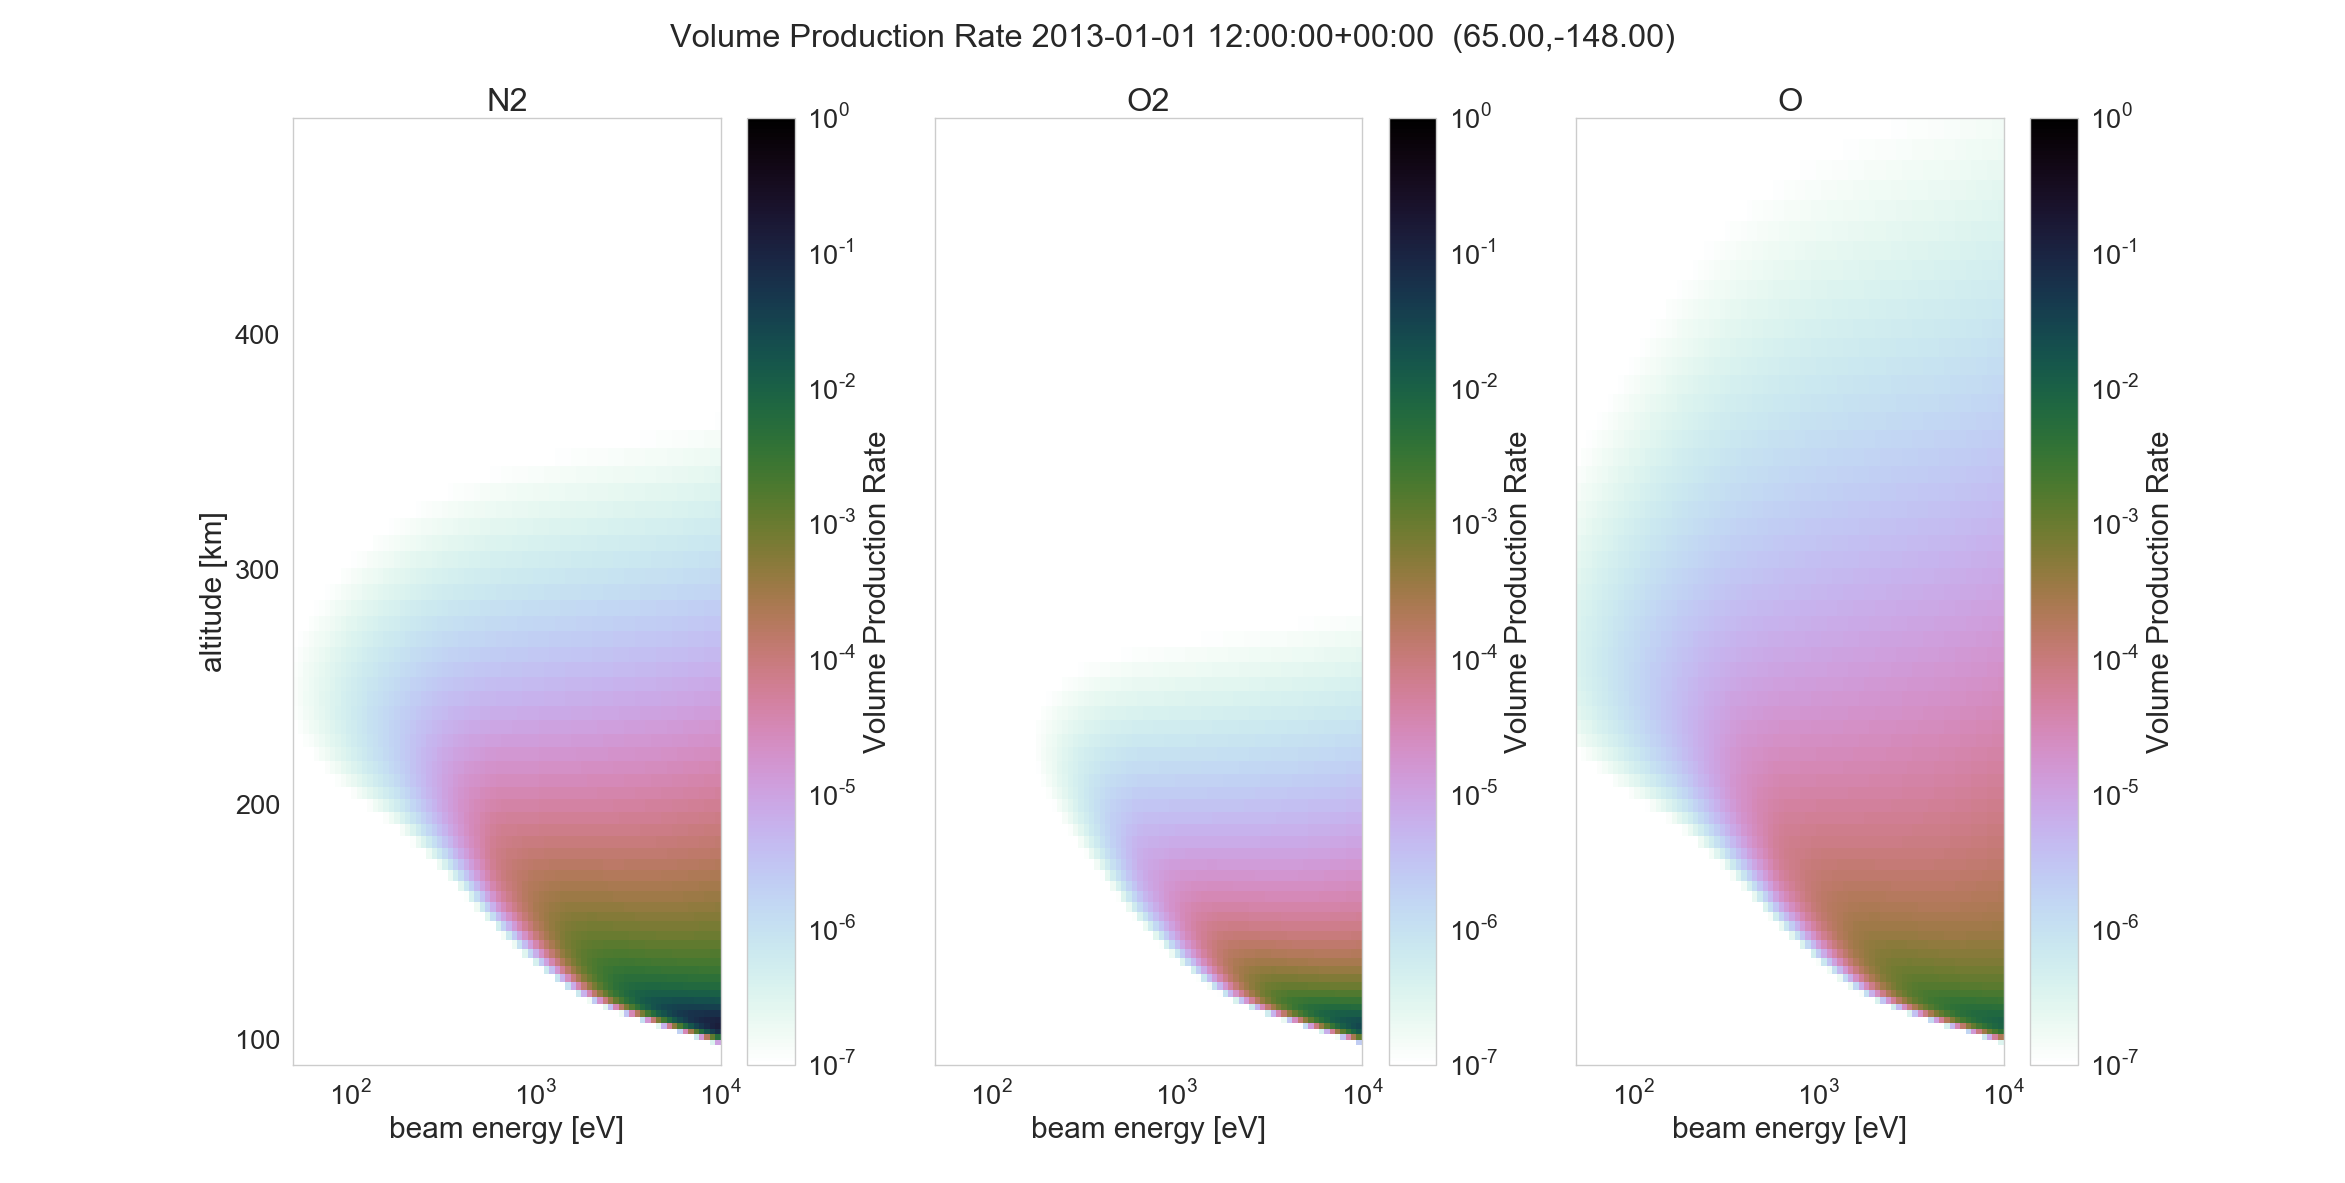 Volume Production Rate 2013-01-01 12:00:00+00:00  (65.00,-148.00)
N2
O2
O
altitude [km]
400
300
200
100
10^2 10^3 10^4
beam energy [eV]
10^0
10^-1
10^-2
10^-3
10^-4
10^-5
10^-6
10^-7
Volume Production Rate
10^2 10^3 10^4
beam energy [eV]
10^0
10^-1
10^-2
10^-3
10^-4
10^-5
10^-6
10^-7
Volume Production Rate
10^2 10^3 10^4
beam energy [eV]
10^0
10^-1
10^-2
10^-3
10^-4
10^-5
10^-6
10^-7
Volume Production Rate